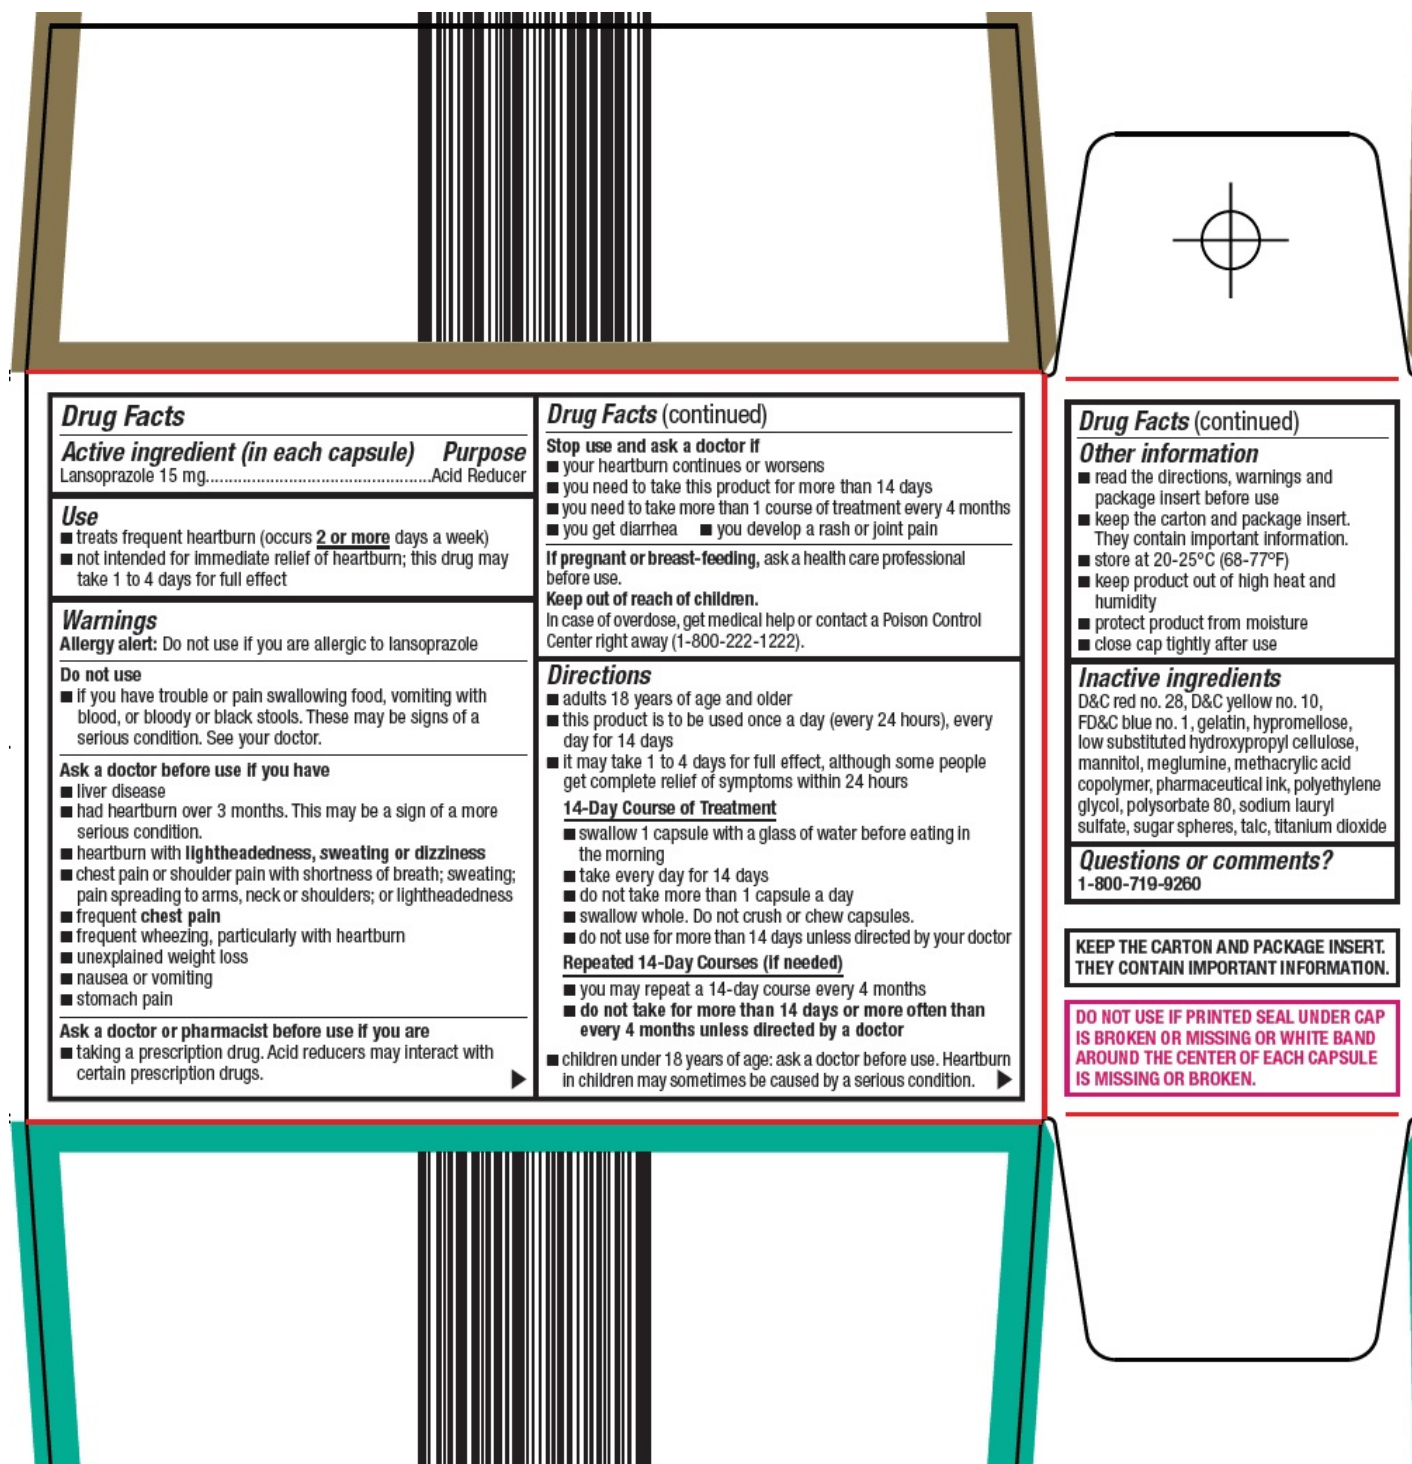 Drug Facts
Active ingredient (in each capsule) Purpose
Lansoprazole 15 mg..................................................Acid Reducer
Use
■ treats frequent heartburn (occurs 2 or more days a week)
■ not intended for immediate relief of heartburn; this drug may
take 1 to 4 days for full effect
Warnings
Allergy alert: Do not use if you are allergic to lansoprazole
Do not use
■ if you have trouble or pain swallowing food, vomiting with
blood, or bloody or black stools. These may be signs of a
serious condition. See your doctor.
Ask a doctor before use if you have
■ liver disease
■ had heartburn over 3 months. This may be a sign of a more
serious condition.
■ heartburn with lightheadedness, sweating or dizziness
■ chest pain or shoulder pain with shortness of breath; sweating;
pain spreading to arms, neck or shoulders; or lightheadedness
■ frequent chest pain
■ frequent wheezing, particularly with heartburn
■ unexplained weight loss
■ nausea or vomiting
■ stomach pain
Ask a doctor or pharmacist before use if you are
■ taking a prescription drug. Acid reducers may interact with
certain prescription drugs.
Drug Facts (continued)
Stop use and ask a doctor if
■ your heartburn continues or worsens
■ you need to take this product for more than 14 days
■ you need to take more than 1 course of treatment every 4 months
■ you get diarrhea ■ you develop a rash or joint pain
If pregnant or breast-feeding, ask a health care professional
before use.
Keep out of reach of children.
In case of overdose, get medical help or contact a Poison Control
Center right away (1-800-222-1222).
Directions
■ adults 18 years of age and older
■ this product is to be used once a day (every 24 hours), every
day for 14 days
■ it may take 1 to 4 days for full effect, although some people
get complete relief of symptoms within 24 hours
14-Day Course of Treatment
■ swallow 1 capsule with a glass of water before eating in
the morning
■ take every day for 14 days
■ do not take more than 1 capsule a day
■ swallow whole. Do not crush or chew capsules.
■ do not use for more than 14 days unless directed by your doctor
Repeated 14-Day Courses (if needed)
■ you may repeat a 14-day course every 4 months
■ do not take for more than 14 days or more often than
every 4 months unless directed by a doctor
■ children under 18 years of age: ask a doctor before use. Heartburn
in children may sometimes be caused by a serious condition.
Drug Facts (continued)
Other information
■ read the directions, warnings and
package insert before use
■ keep the carton and package insert.
They contain important information.
■ store at 20-25°C (68-77°F)
■ keep product out of high heat and
humidity
■ protect product from moisture
■ close cap tightly after use
Inactive ingredients
D&C red no. 28, D&C yellow no. 10,
FD&C blue no. 1, gelatin, hypromellose,
low substituted hydroxypropyl cellulose,
mannitol, meglumine, methacrylic acid
copolymer, pharmaceutical ink, polyethylene
glycol, polysorbate 80, sodium lauryl
sulfate, sugar spheres, talc, titanium dioxide
Questions or comments?
1-800-719-9260
KEEP THE CARTON AND PACKAGE INSERT.
THEY CONTAIN IMPORTANT INFORMATION.
DO NOT USE IF PRINTED SEAL UNDER CAP
IS BROKEN OR MISSING OR WHITE BAND
AROUND THE CENTER OF EACH CAPSULE
IS MISSING OR BROKEN.